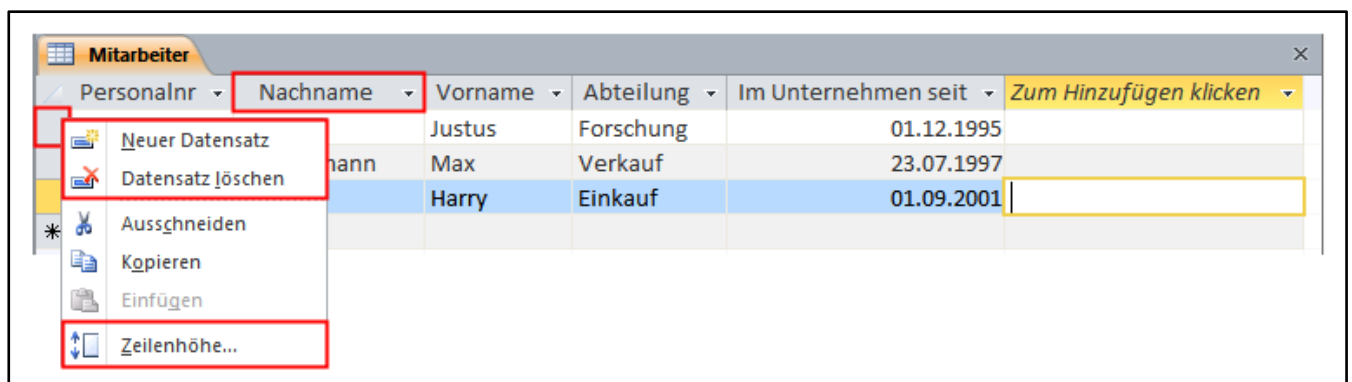 Mitarbeiter
Personalnr Nachname Vorname Abteilung Im Unternehmen seit Zum Hinzufügen klicken
Neuer Datensatz Justus Forschung 01.12.1995
Datensatz löschen Max Verkauf 23.07.1997
Harry Einkauf 01.09.2001
Ausschneiden
Kopieren
Einfügen
Zeilenhöhe...